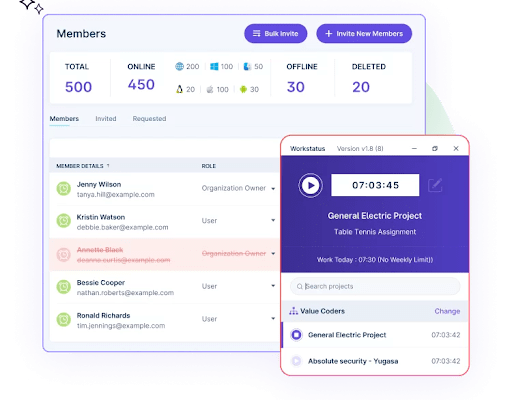 Members
Bulk Invite
Invite New Members
TOTAL
500
ONLINE
450
200
100
50
20
100
30
OFFLINE
30
DELETED
20
Members
Invited
Requested
MEMBER DETAILS ↑
ROLE
Jenny Wilson
tanya.hill@example.com
Organization Owner
Kristin Watson
debbie.baker@example.com
User
Annette Black
deanna.curtis@example.com
Organization Owner
Bessie Cooper
nathan.roberts@example.com
User
Ronald Richards
tim.jennings@example.com
User
Workstatus
Version v1.8 (8)
07:03:45
General Electric Project
Table Tennis Assignment
Work Today : 07:30 (No Weekly Limit))
Search projects
Value Coders
Change
General Electric Project
07:03:42
Absolute security - Yugasa
07:03:42